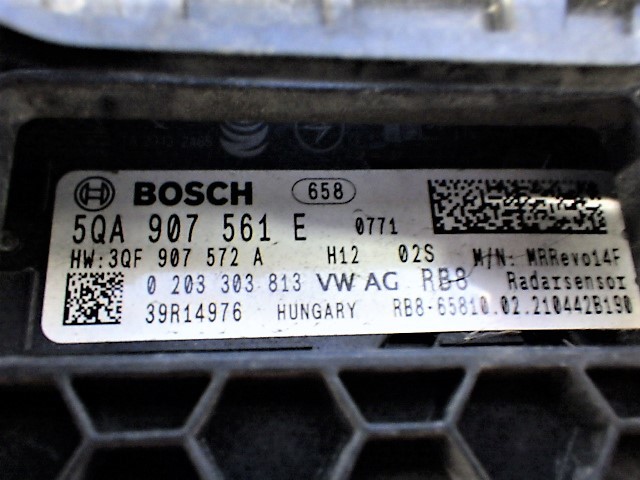 BOSCH 658
5QA 907 561 E 0771
HW:3QF 907 572 A H12 02S M/N: MRRevo14F
0 203 303 813 VW AG RB8 Radarsensor
39R14976 HUNGARY RB8-65810.02.210442B190